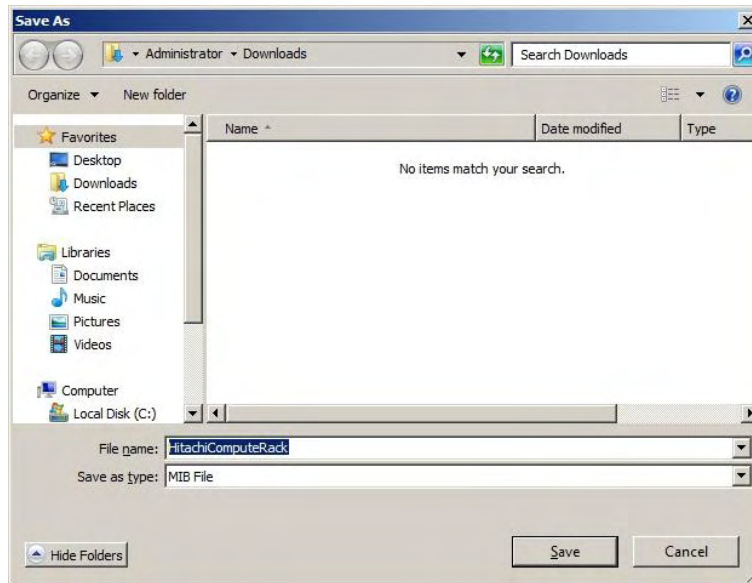 Save As
Administrator Downloads Search Downloads
Organize New folder
Favorites
Desktop
Downloads
Recent Places
Libraries
Documents
Music
Pictures
Videos
Computer
Local Disk (C:)
Name Date modified Type
No items match your search.
File name: HitachiComputeRack
Save as type: MIB File
Hide Folders Save Cancel